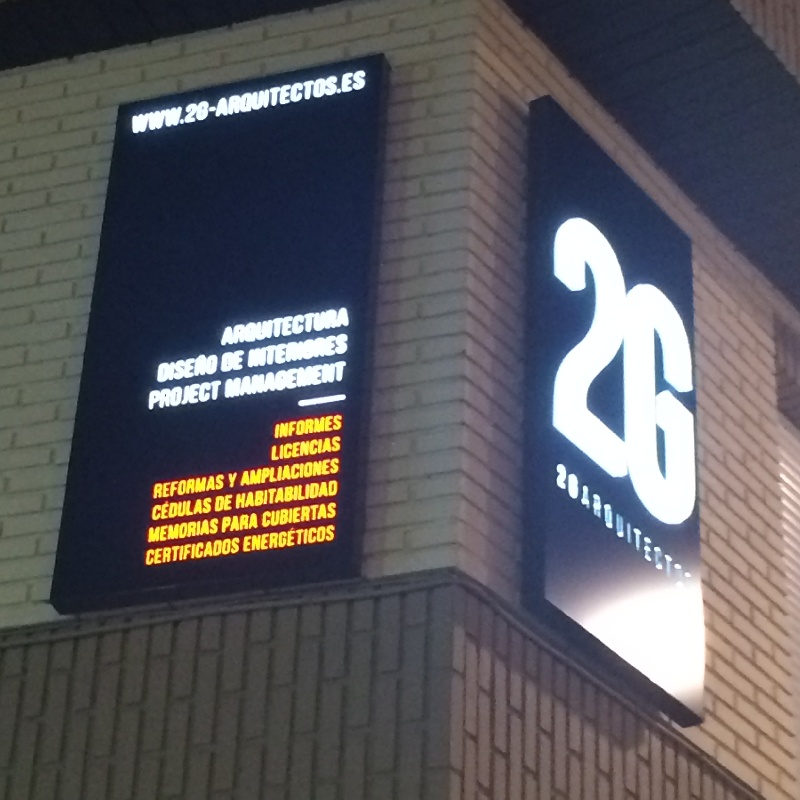 WWW.2G-ARQUITECTOS.ES
ARQUITECTURA
DISEÑO DE INTERIORES
PROJECT MANAGEMENT
INFORMES
LICENCIAS
REFORMAS Y AMPLIACIONES
CÉDULAS DE HABITABILIDAD
MEMORIAS PARA CUBIERTAS
CERTIFICADOS ENERGÉTICOS
2G
2GARQUITECTOS